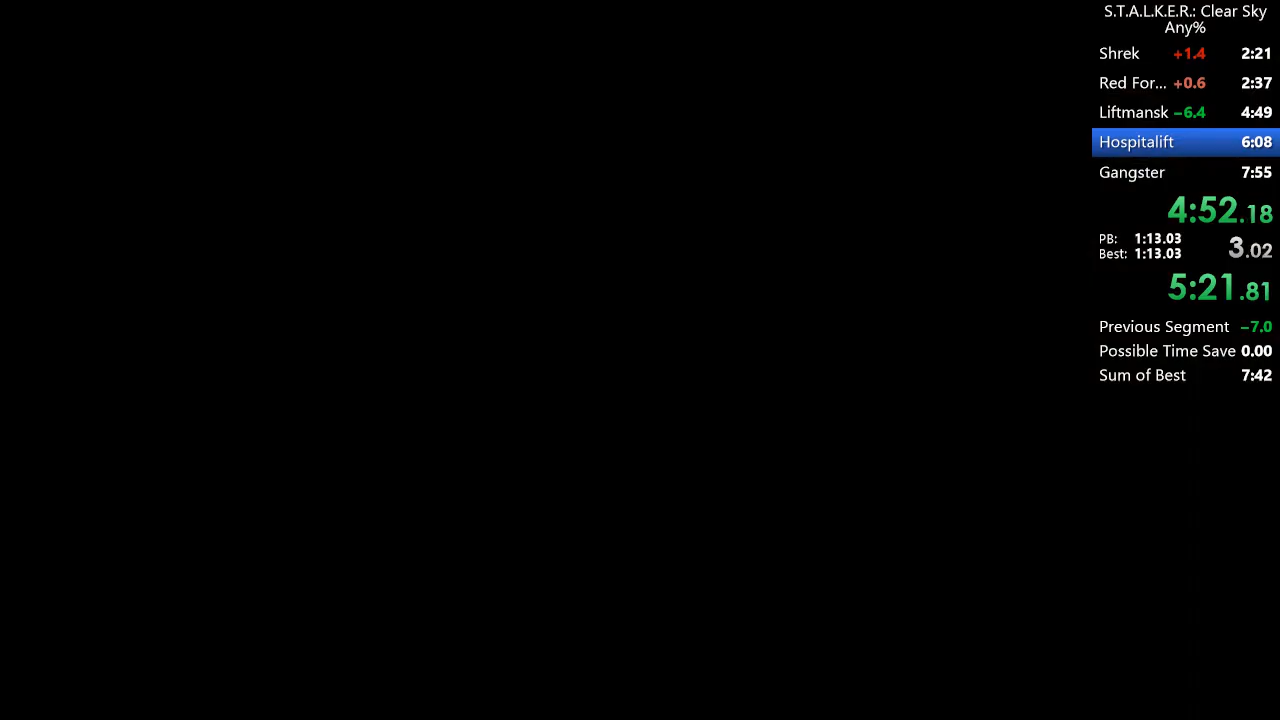 S.T.A.L.K.E.R.: Clear Sky
Any%
Shrek +1.4 2:21
Red For... +0.6 2:37
Liftmansk −6.4 4:49
Hospitalift 6:08
Gangster 7:55
4:52.18
PB: 1:13.03
Best: 1:13.03
3.02
5:21.81
Previous Segment −7.0
Possible Time Save 0.00
Sum of Best 7:42